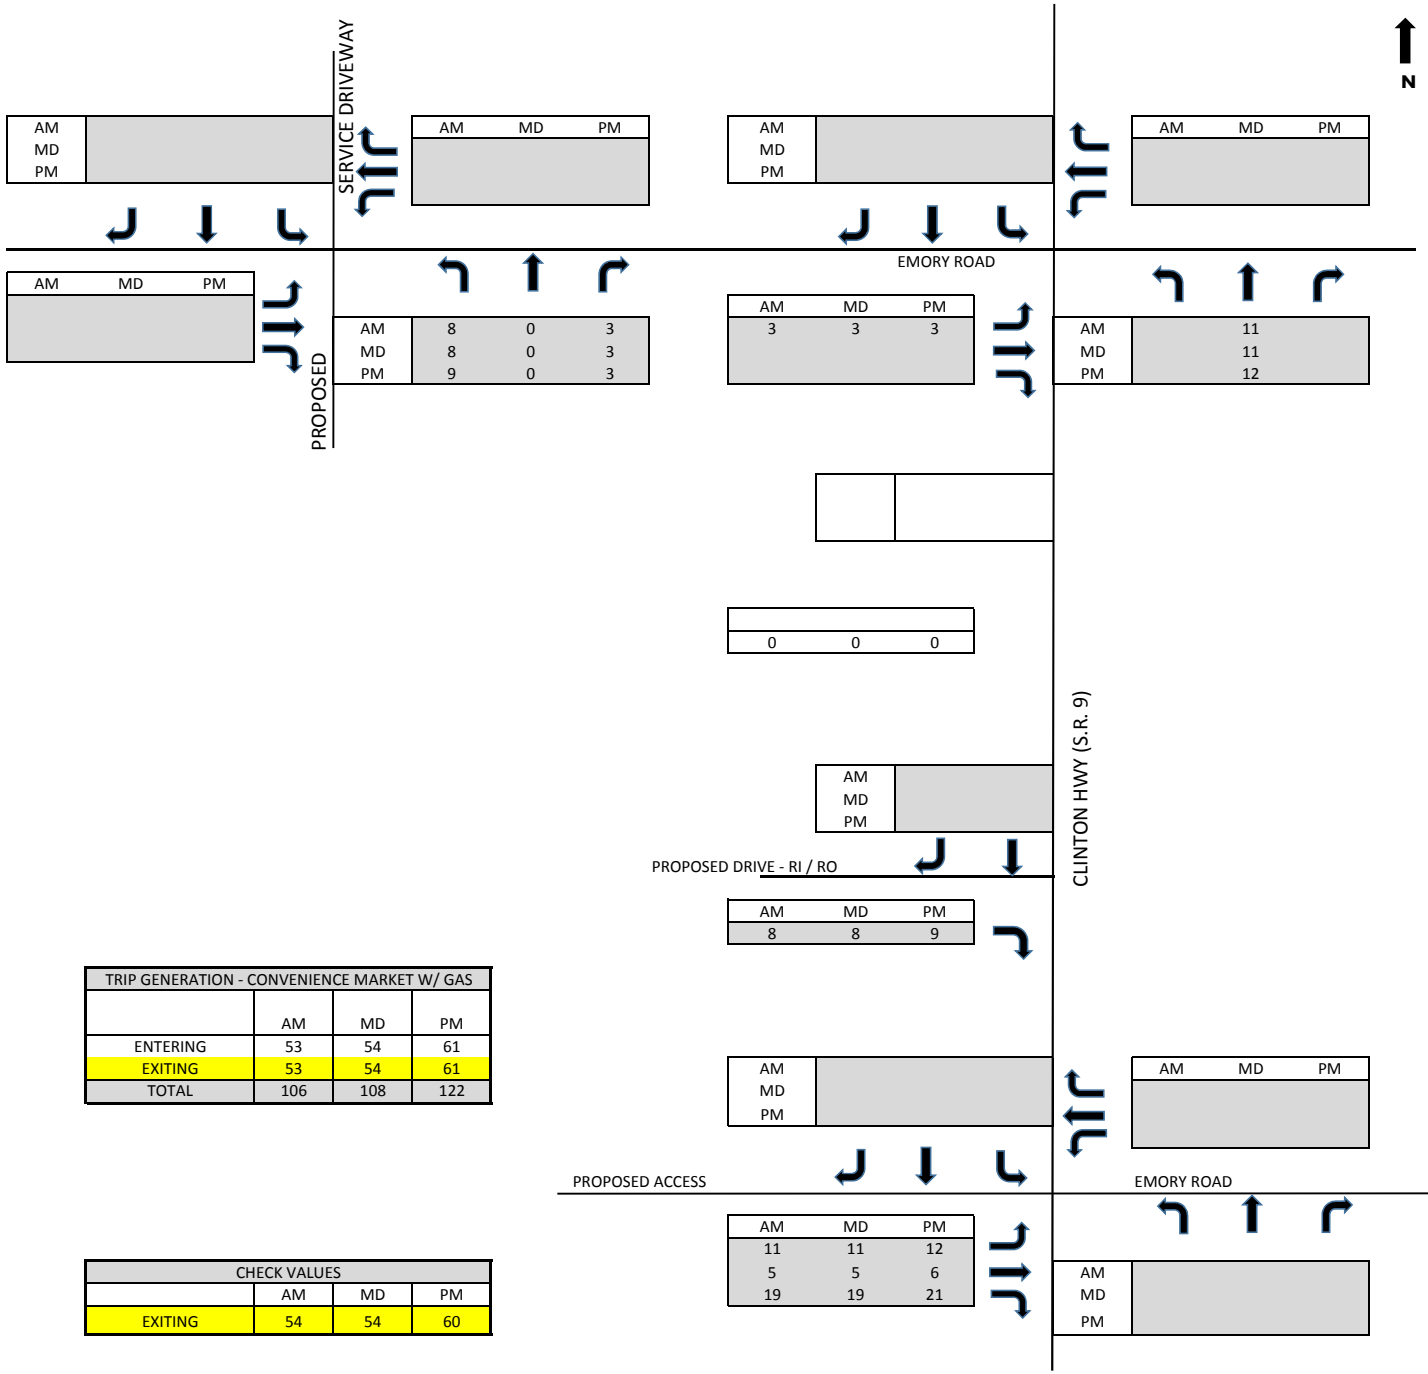 SERVICE DRIVEWAY
N
AM
MD
PM
AM MD PM
AM
MD
PM
AM MD PM
EMORY ROAD
AM MD PM
PROPOSED
AM 8 0 3
MD 8 0 3
PM 9 0 3
AM MD PM
3 3 3
AM 11
MD 11
PM 12
0 0 0
CLINTON HWY (S.R. 9)
AM
MD
PM
PROPOSED DRIVE - RI / RO
AM MD PM
8 8 9
TRIP GENERATION - CONVENIENCE MARKET W/ GAS
AM MD PM
ENTERING 53 54 61
EXITING 53 54 61
TOTAL 106 108 122
AM
MD
PM
AM MD PM
PROPOSED ACCESS
EMORY ROAD
AM MD PM
11 11 12
5 5 6
19 19 21
AM
MD
PM
CHECK VALUES
AM MD PM
EXITING 54 54 60